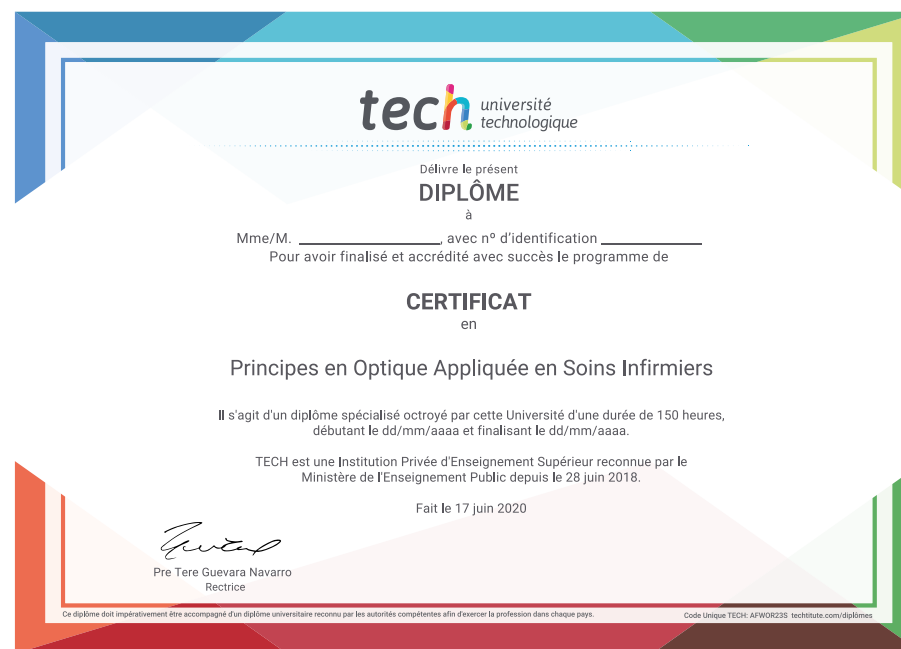 tech université
technologique
Délivre le présent
DIPLÔME
à
Mme/M. ____________________, avec nº d'identification ______________
Pour avoir finalisé et accrédité avec succès le programme de
CERTIFICAT
en
Principes en Optique Appliquée en Soins Infirmiers
Il s'agit d'un diplôme spécialisé octroyé par cette Université d'une durée de 150 heures,
débutant le dd/mm/aaaa et finalisant le dd/mm/aaaa.
TECH est une Institution Privée d'Enseignement Supérieur reconnue par le
Ministère de l'Enseignement Public depuis le 28 juin 2018.
Fait le 17 juin 2020
Pre Tere Guevara Navarro
Rectrice
Ce diplôme doit impérativement être accompagné d'un diplôme universitaire reconnu par les autorités compétentes afin d'exercer la profession dans chaque pays.
Code Unique TECH: AFWOR23S techtitute.com/diplômes